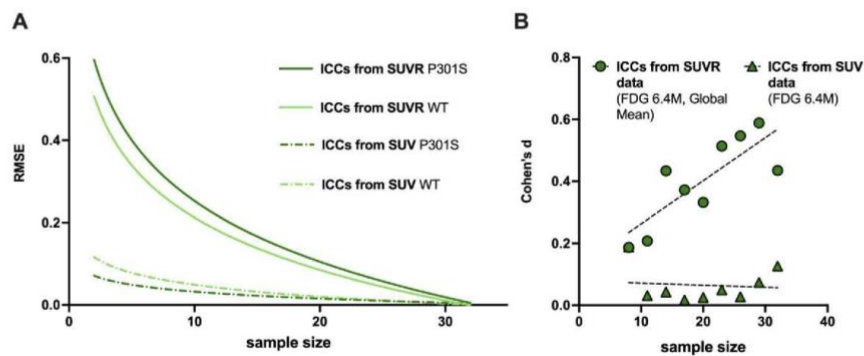 A
0.6
0.4
0.2
0.0
RMSE
0
10
20
30
sample size
ICCs from SUVR P301S
ICCs from SUVR WT
ICCs from SUV P301S
ICCs from SUV WT
B
0.8
0.6
0.4
0.2
0.0
Cohen's d
0
10
20
30
40
sample size
ICCs from SUVR
data
(FDG 6.4M, Global
Mean)
ICCs from SUV
data
(FDG 6.4M)